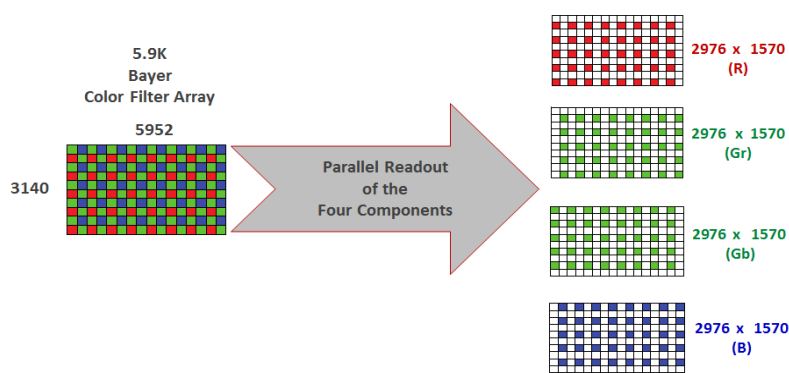 5.9K
Bayer
Color Filter Array
5952
3140
Parallel Readout
of the
Four Components
2976 x 1570
(R)
2976 x 1570
(Gr)
2976 x 1570
(Gb)
2976 x 1570
(B)